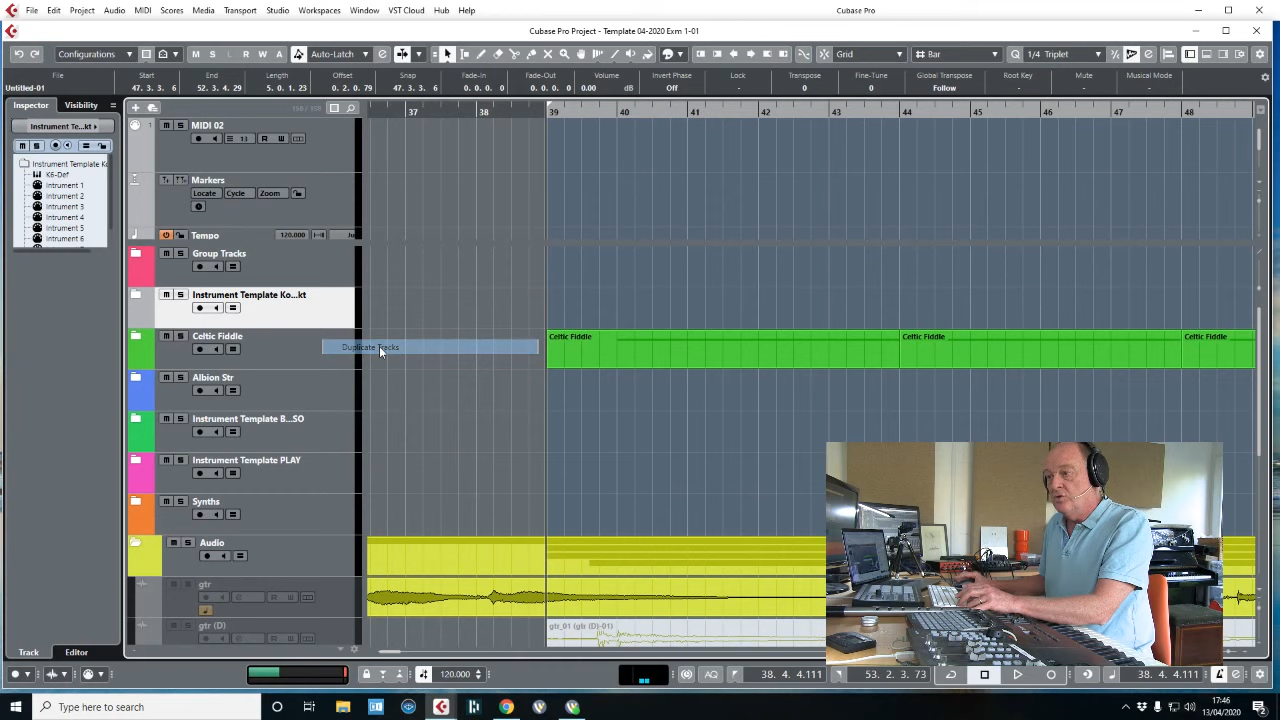 File Edit Project Audio MIDI Scores Media Transport Studio Workspaces Window VST Cloud Hub Help Cubase Pro
Cubase Pro Project - Template 04-2020 Exm 1-01
Configurations M S L R W A Auto-Latch Grid Bar 1/4 Triplet
File Start End Length Offset Snap Fade-In Fade-Out Volume Invert Phase Lock Transpose Fine-Tune Global Transpose Root Key Mute Musical Mode
Untitled-01 47. 3. 3. 6 52. 3. 4. 29 5. 0. 1. 23 0. 2. 0. 79 47. 3. 3. 6 0. 0. 0. 0 0. 0. 0. 0 0.00 dB Off 0 0 Follow
Inspector Visibility
37 38 39 40 41 42 43 44 45 46 47 48
Instrument Te...kt
MIDI 02
13
Instrument Template Ko
K6-Def
Intrument 1
Intrument 2
Intrument 3
Intrument 4
Intrument 5
Intrument 6
Markers
Locate Cycle Zoom
Tempo 120.000
Group Tracks
Instrument Template Ko...kt
Celtic Fiddle
Duplicate Tracks
Celtic Fiddle Celtic Fiddle Celtic Fiddle
Albion Str
Instrument Template B...SO
Instrument Template PLAY
Synths
Audio
gtr
gtr (D)
gtr_01 (gtr (D)-01)
Track Editor
120.000 AQ 38. 4. 4.111 53. 2. 3. 73 38. 4. 4.111
Type here to search
17:46
13/04/2020